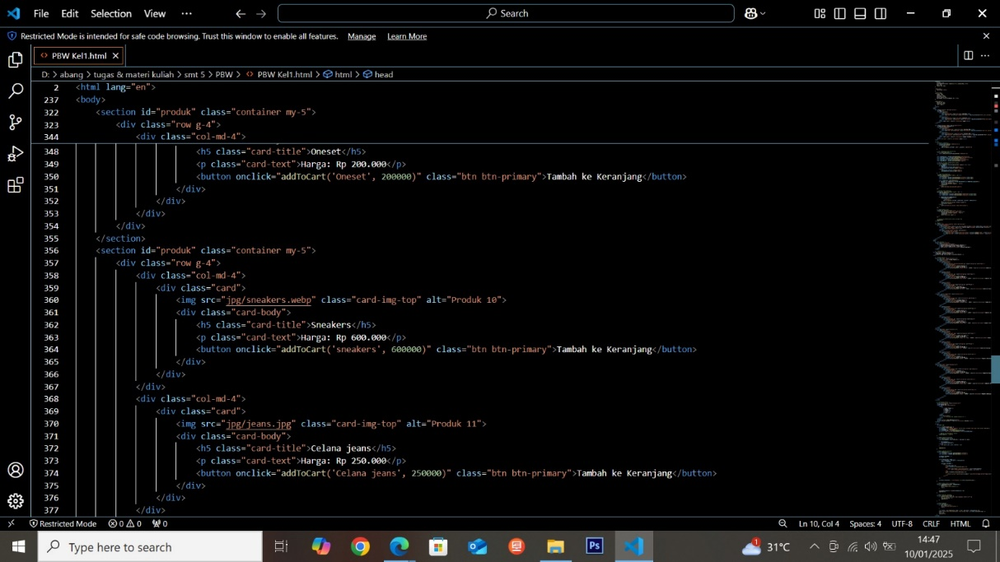 File Edit Selection View ··· Search
Restricted Mode is intended for safe code browsing. Trust this window to enable all features. Manage Learn More
<> PBW Kel1.html
D: > abang > tugas & materi kuliah > smt 5 > PBW > <> PBW Kel1.html > html > head
2 <html lang="en">
237 <body>
322 <section id="produk" class="container my-5">
323 <div class="row g-4">
344 <div class="col-md-4">
348 <h5 class="card-title">Oneset</h5>
349 <p class="card-text">Harga: Rp 200.000</p>
350 <button onclick="addToCart('Oneset', 200000)" class="btn btn-primary">Tambah ke Keranjang</button>
351 </div>
352 </div>
353 </div>
354 </div>
355 </section>
356 <section id="produk" class="container my-5">
357 <div class="row g-4">
358 <div class="col-md-4">
359 <div class="card">
360 <img src="jpg/sneakers.webp" class="card-img-top" alt="Produk 10">
361 <div class="card-body">
362 <h5 class="card-title">Sneakers</h5>
363 <p class="card-text">Harga: Rp 600.000</p>
364 <button onclick="addToCart('sneakers', 600000)" class="btn btn-primary">Tambah ke Keranjang</button>
365 </div>
366 </div>
367 </div>
368 <div class="col-md-4">
369 <div class="card">
370 <img src="jpg/jeans.jpg" class="card-img-top" alt="Produk 11">
371 <div class="card-body">
372 <h5 class="card-title">Celana jeans</h5>
373 <p class="card-text">Harga: Rp 250.000</p>
374 <button onclick="addToCart('Celana jeans', 250000)" class="btn btn-primary">Tambah ke Keranjang</button>
375 </div>
376 </div>
377 </div>
Restricted Mode 0 0 0 Ln 10, Col 4 Spaces: 4 UTF-8 CRLF HTML
Type here to search Ps 1 31°C 14:47
10/01/2025